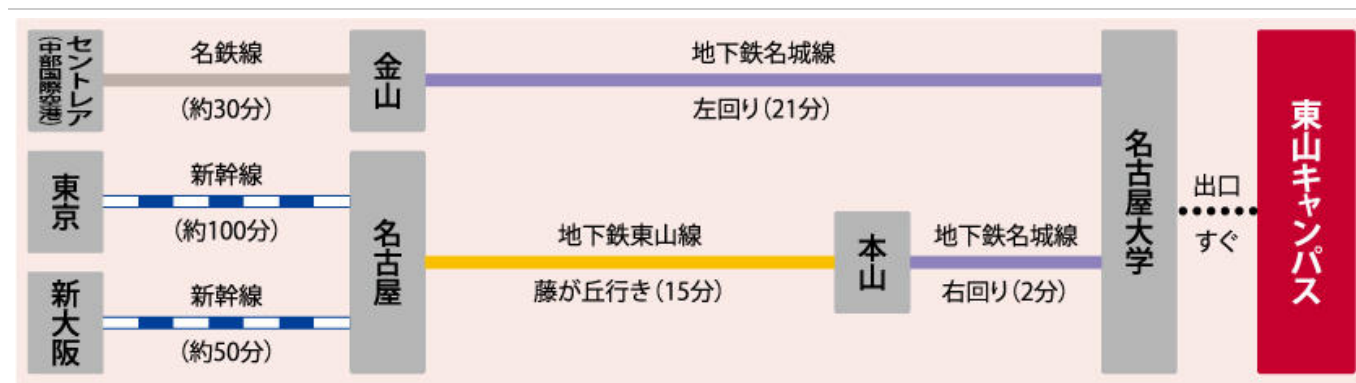 セントレア
(中部国際空港)
名鉄線
(約30分)
金山
地下鉄名城線
左回り(21分)
東京
新幹線
(約100分)
新大阪
新幹線
(約50分)
名古屋
地下鉄東山線
藤が丘行き(15分)
本山
地下鉄名城線
右回り(2分)
名古屋大学
出口
すぐ
東山キャンパス